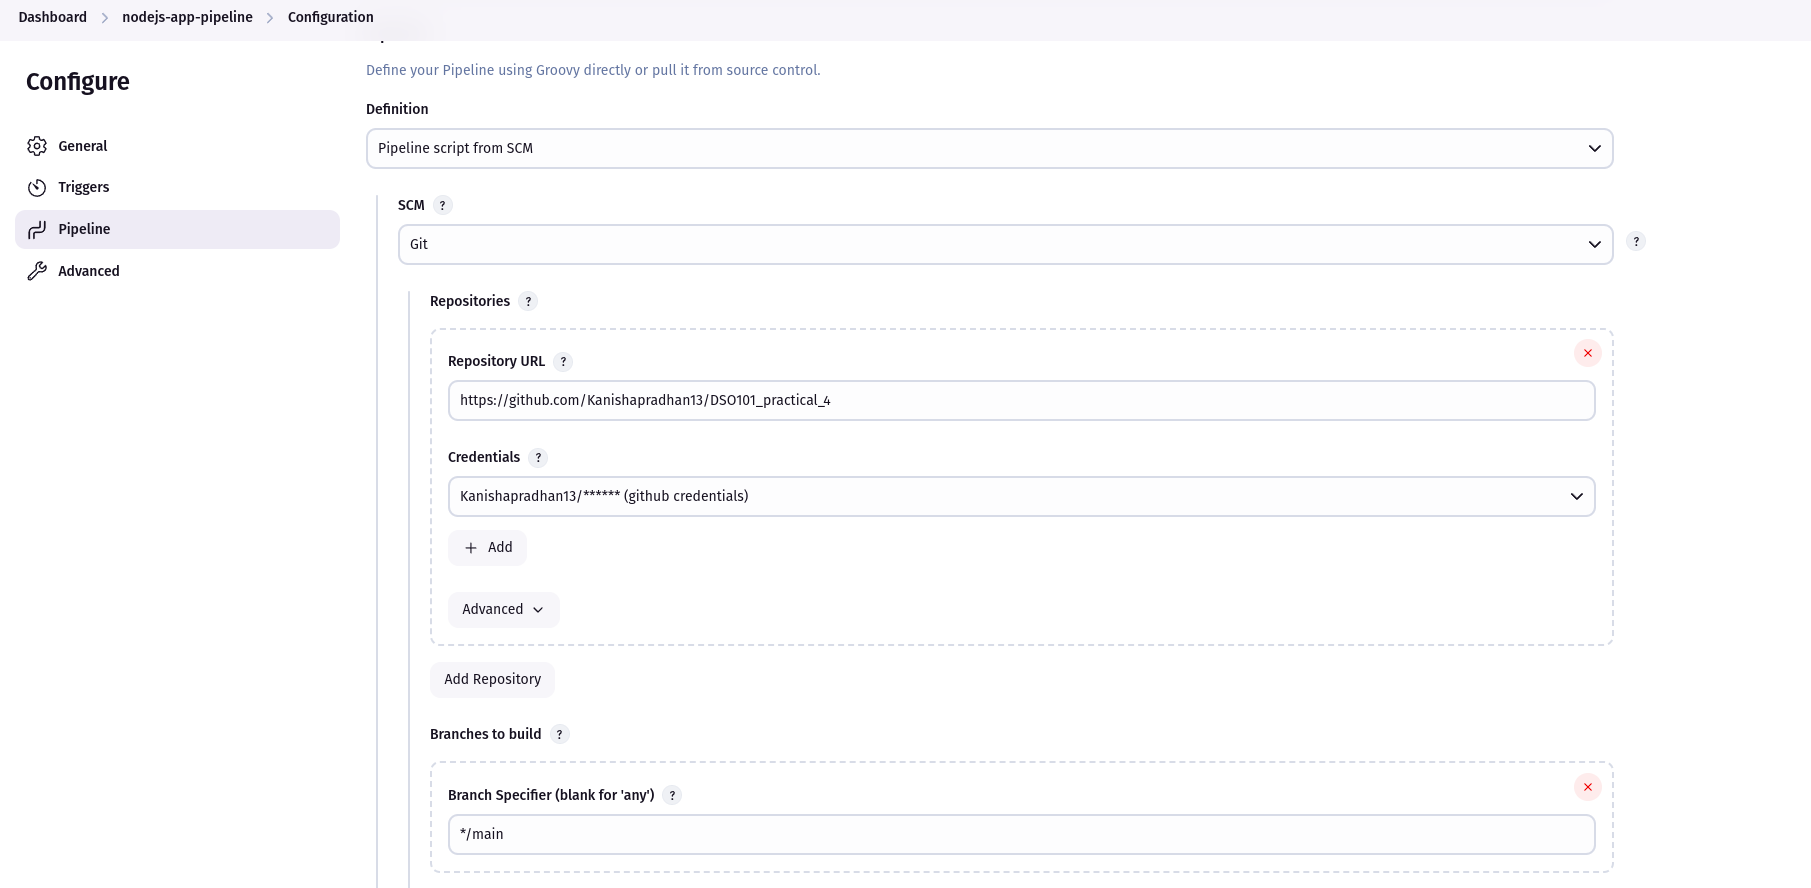 Dashboard > nodejs-app-pipeline > Configuration
Configure
General
Triggers
Pipeline
Advanced
Define your Pipeline using Groovy directly or pull it from source control.
Definition
Pipeline script from SCM
SCM ?
Git
?
Repositories ?
Repository URL ?
https://github.com/Kanishapradhan13/DSO101_practical_4
Credentials ?
Kanishapradhan13/****** (github credentials)
+ Add
Advanced
Add Repository
Branches to build ?
Branch Specifier (blank for 'any') ?
*/main